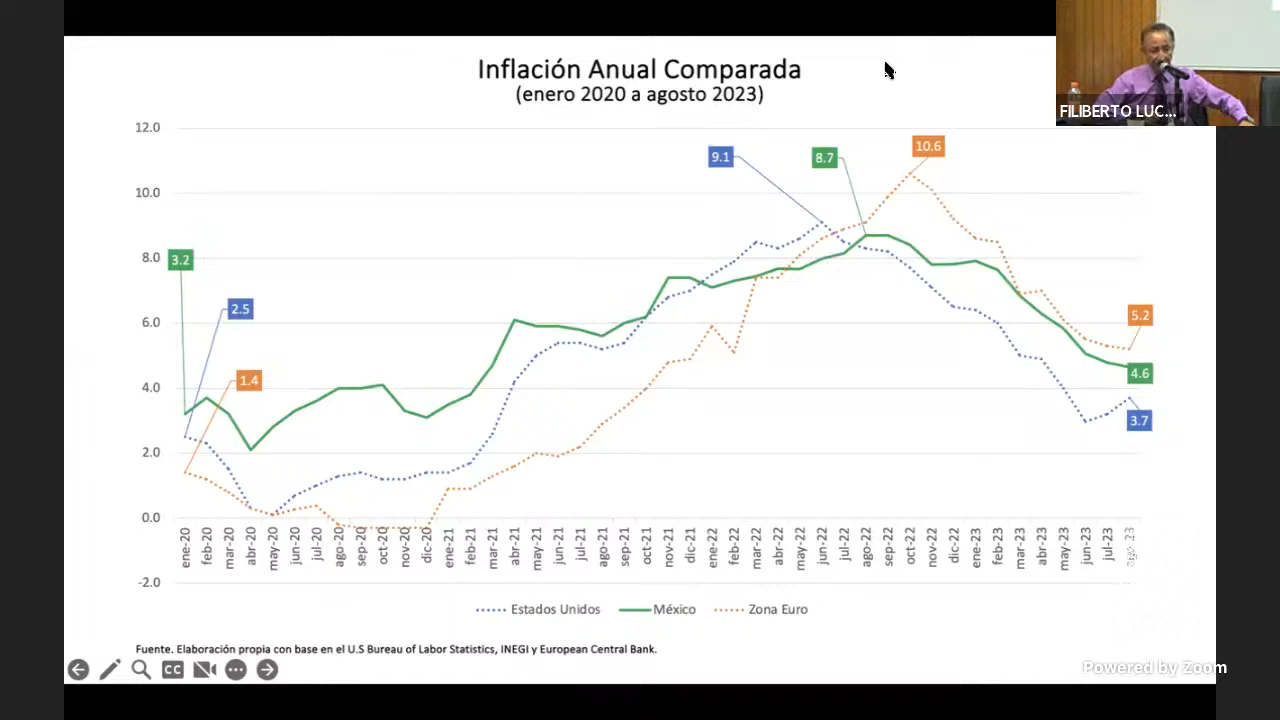 Inflación Anual Comparada
(enero 2020 a agosto 2023)
FILIBERTO LUC...
12.0
10.0
8.0
6.0
4.0
2.0
0.0
-2.0
3.2
2.5
1.4
9.1
8.7
10.6
5.2
4.6
3.7
ene-20
feb-20
mar-20
abr-20
may-20
jun-20
jul-20
ago-20
sep-20
oct-20
nov-20
dic-20
ene-21
feb-21
mar-21
abr-21
may-21
jun-21
jul-21
ago-21
sep-21
oct-21
nov-21
dic-21
ene-22
feb-22
mar-22
abr-22
may-22
jun-22
jul-22
ago-22
sep-22
oct-22
nov-22
dic-22
ene-23
feb-23
mar-23
abr-23
may-23
jun-23
jul-23
ago-23
Estados Unidos México Zona Euro
Fuente. Elaboración propia con base en el U.S Bureau of Labor Statistics, INEGI y European Central Bank.
CC
Powered by Zoom